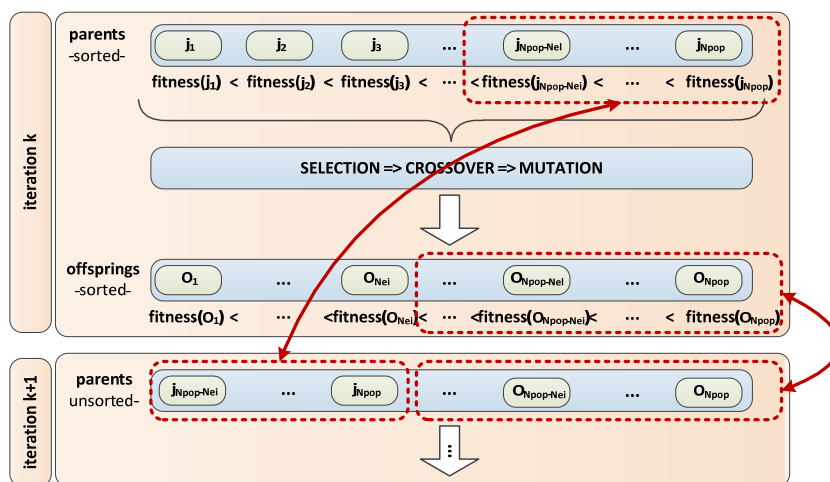 iteration k
parents
-sorted-
j1 j2 j3 ... jNpop-Nel ... jNpop
fitness(j1) < fitness(j2) < fitness(j3) < ... <fitness(jNpop-Nei)< ... < fitness(jNpop)
SELECTION => CROSSOVER => MUTATION
offsprings
-sorted-
O1 ... ONei ... ONpop-Nel ... ONpop
fitness(O1) < <fitness(ONei)< ... <fitness(ONpop-Nei)< ... < fitness(ONpop)
iteration k+1
parents
unsorted-
jNpop-Nei ... jNpop ... ONpop-Nei ... ONpop
...